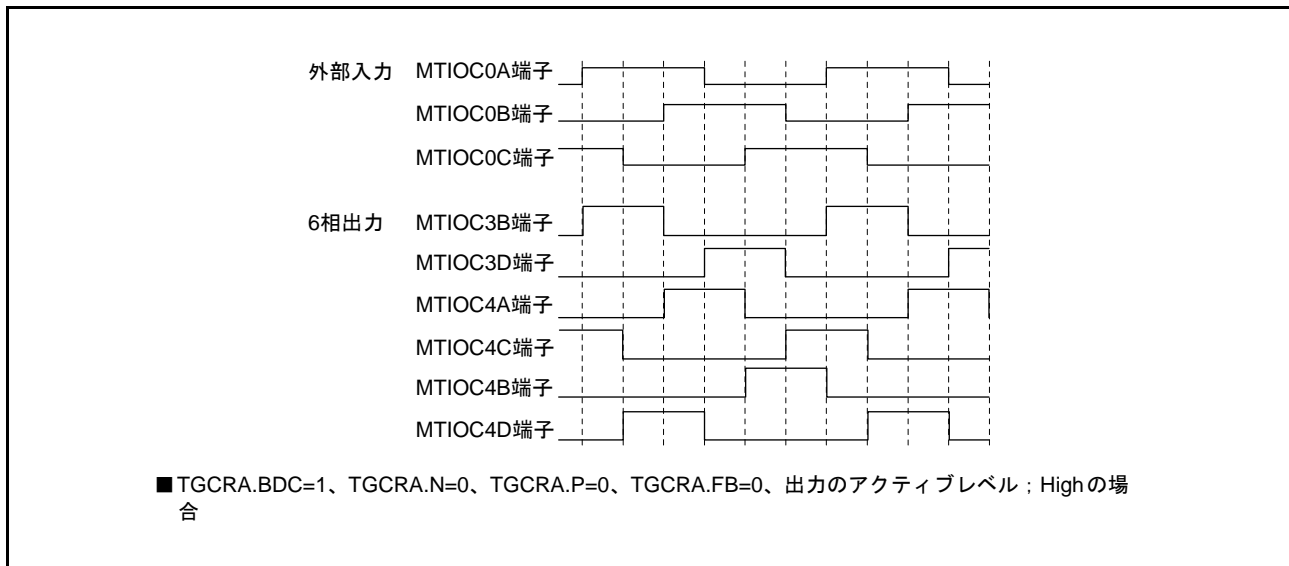 外部入力 MTIOC0A端子
MTIOC0B端子
MTIOC0C端子
6相出力 MTIOC3B端子
MTIOC3D端子
MTIOC4A端子
MTIOC4C端子
MTIOC4B端子
MTIOC4D端子
■TGCRA.BDC=1、TGCRA.N=0、TGCRA.P=0、TGCRA.FB=0、出力のアクティブレベル；Highの場
合